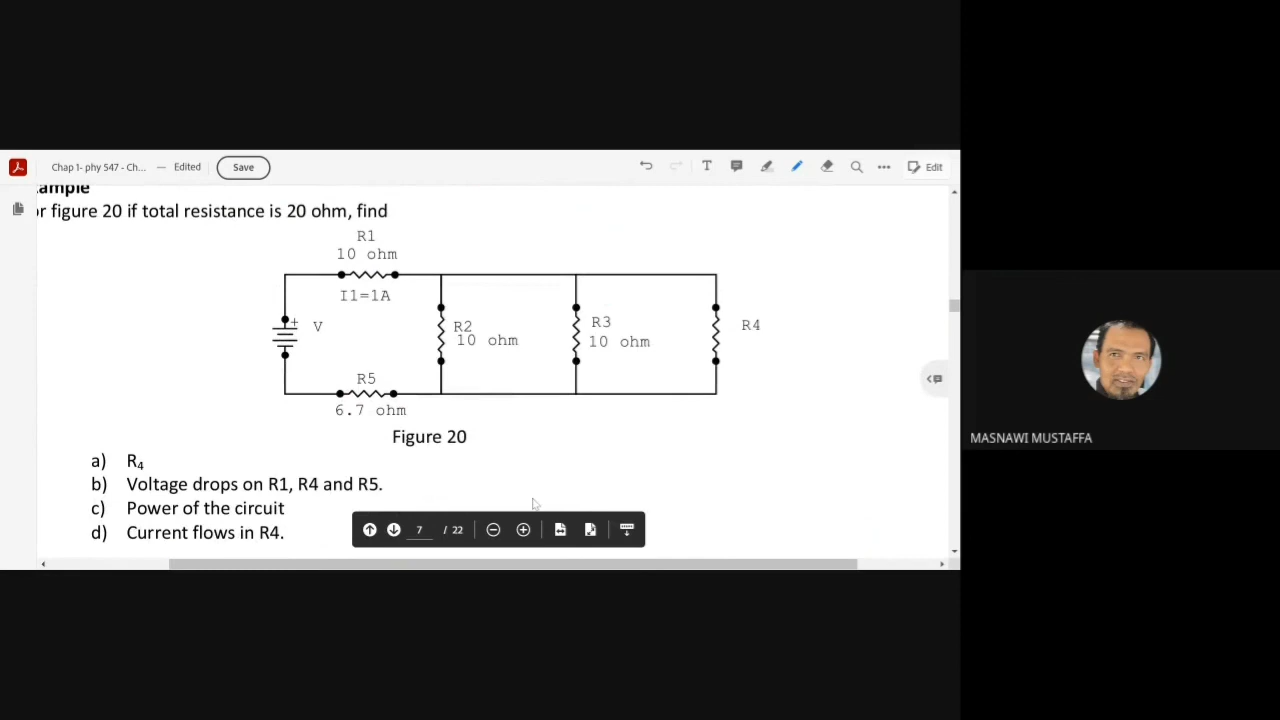 Chap 1- phy 547 - Ch... — Edited Save Edit
ample
r figure 20 if total resistance is 20 ohm, find
R1
10 ohm
I1=1A
+ V
R2
10 ohm
R3
10 ohm
R4
R5
6.7 ohm
Figure 20
a) R4
b) Voltage drops on R1, R4 and R5.
c) Power of the circuit
d) Current flows in R4.
7 / 22
MASNAWI MUSTAFFA